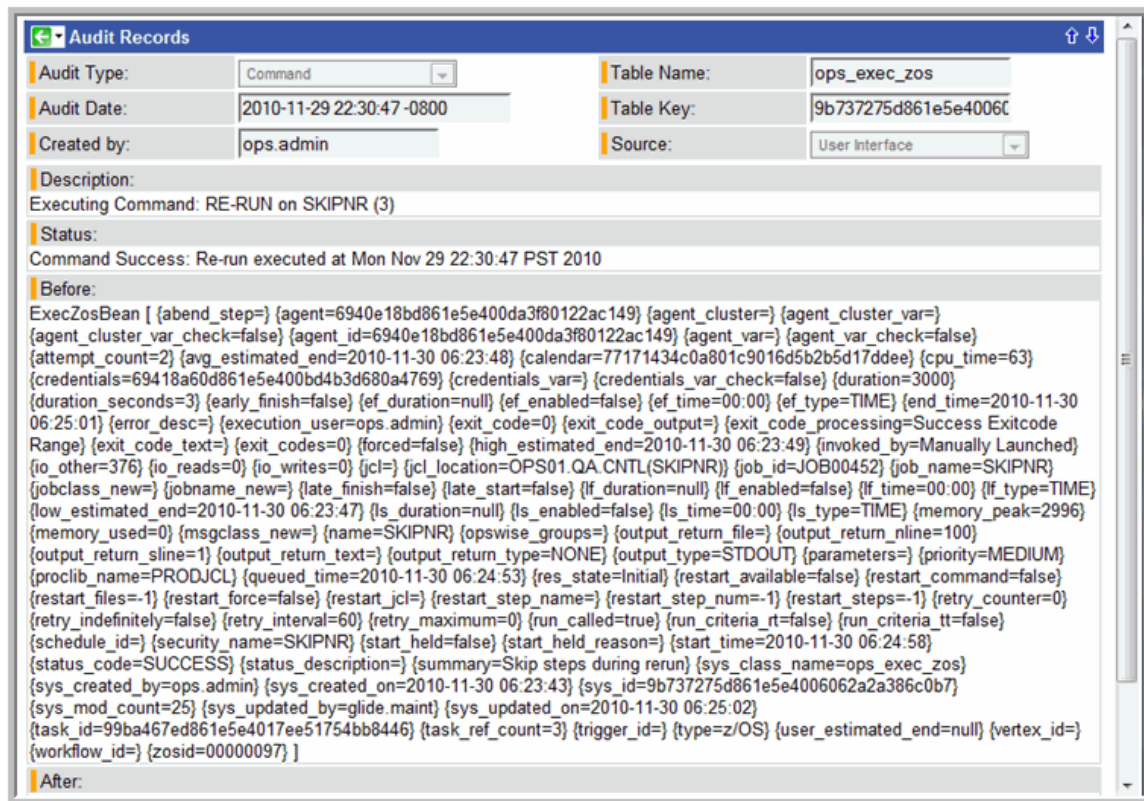 Audit Records
Audit Type: Command Table Name: ops_exec_zos
Audit Date: 2010-11-29 22:30:47 -0800 Table Key: 9b737275d861e5e40060
Created by: ops.admin Source: User Interface
Description:
Executing Command: RE-RUN on SKIPNR (3)
Status:
Command Success: Re-run executed at Mon Nov 29 22:30:47 PST 2010
Before:
ExecZosBean [ {abend_step=} {agent=6940e18bd861e5e400da3f80122ac149} {agent_cluster=} {agent_cluster_var=}
{agent_cluster_var_check=false} {agent_id=6940e18bd861e5e400da3f80122ac149} {agent_var=} {agent_var_check=false}
{attempt_count=2} {avg_estimated_end=2010-11-30 06:23:48} {calendar=77171434c0a801c9016d5b2b5d17ddee} {cpu_time=63}
{credentials=69418a60d861e5e400bd4b3d680a4769} {credentials_var=} {credentials_var_check=false} {duration=3000}
{duration_seconds=3} {early_finish=false} {ef_duration=null} {ef_enabled=false} {ef_time=00:00} {ef_type=TIME} {end_time=2010-11-30
06:25:01} {error_desc=} {execution_user=ops.admin} {exit_code=0} {exit_code_output=} {exit_code_processing=Success Exitcode
Range} {exit_code_text=} {exit_codes=0} {forced=false} {high_estimated_end=2010-11-30 06:23:49} {invoked_by=Manually Launched}
{io_other=376} {io_reads=0} {io_writes=0} {jcl=} {jcl_location=OPS01.QA.CNTL(SKIPNR)} {job_id=JOB00452} {job_name=SKIPNR}
{jobclass_new=} {jobname_new=} {late_finish=false} {late_start=false} {lf_duration=null} {lf_enabled=false} {lf_time=00:00} {lf_type=TIME}
{low_estimated_end=2010-11-30 06:23:47} {ls_duration=null} {ls_enabled=false} {ls_time=00:00} {ls_type=TIME} {memory_peak=2996}
{memory_used=0} {msgclass_new=} {name=SKIPNR} {opswise_groups=} {output_return_file=} {output_return_nline=100}
{output_return_sline=1} {output_return_text=} {output_return_type=NONE} {output_type=STDOUT} {parameters=} {priority=MEDIUM}
{proclib_name=PRODJCL} {queued_time=2010-11-30 06:24:53} {res_state=Initial} {restart_available=false} {restart_command=false}
{restart_files=-1} {restart_force=false} {restart_jcl=} {restart_step_name=} {restart_step_num=-1} {restart_steps=-1} {retry_counter=0}
{retry_indefinitely=false} {retry_interval=60} {retry_maximum=0} {run_called=true} {run_criteria_rt=false} {run_criteria_tt=false}
{schedule_id=} {security_name=SKIPNR} {start_held=false} {start_held_reason=} {start_time=2010-11-30 06:24:58}
{status_code=SUCCESS} {status_description=} {summary=Skip steps during rerun} {sys_class_name=ops_exec_zos}
{sys_created_by=ops.admin} {sys_created_on=2010-11-30 06:23:43} {sys_id=9b737275d861e5e4006062a2a386c0b7}
{sys_mod_count=25} {sys_updated_by=glide.maint} {sys_updated_on=2010-11-30 06:25:02}
{task_id=99ba467ed861e5e4017ee51754bb8446} {task_ref_count=3} {trigger_id=} {type=z/OS} {user_estimated_end=null} {vertex_id=}
{workflow_id=} {zosid=00000097} ]
After: